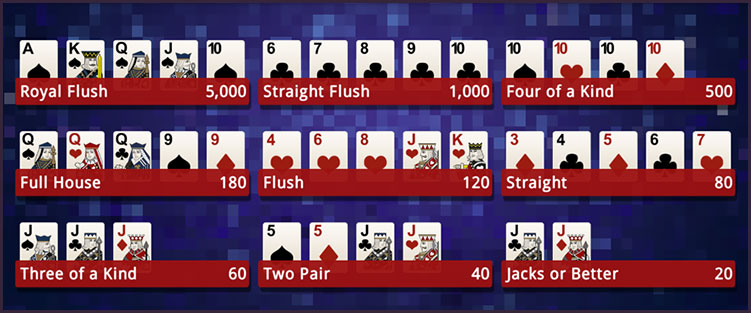 A K Q J 10
Royal Flush 5,000
6 7 8 9 10
Straight Flush 1,000
10 10 10 10
Four of a Kind 500
Q Q Q 9 9
Full House 180
4 6 8 J K
Flush 120
3 4 5 6 7
Straight 80
J J J
Three of a Kind 60
5 5 J J
Two Pair 40
J J
Jacks or Better 20